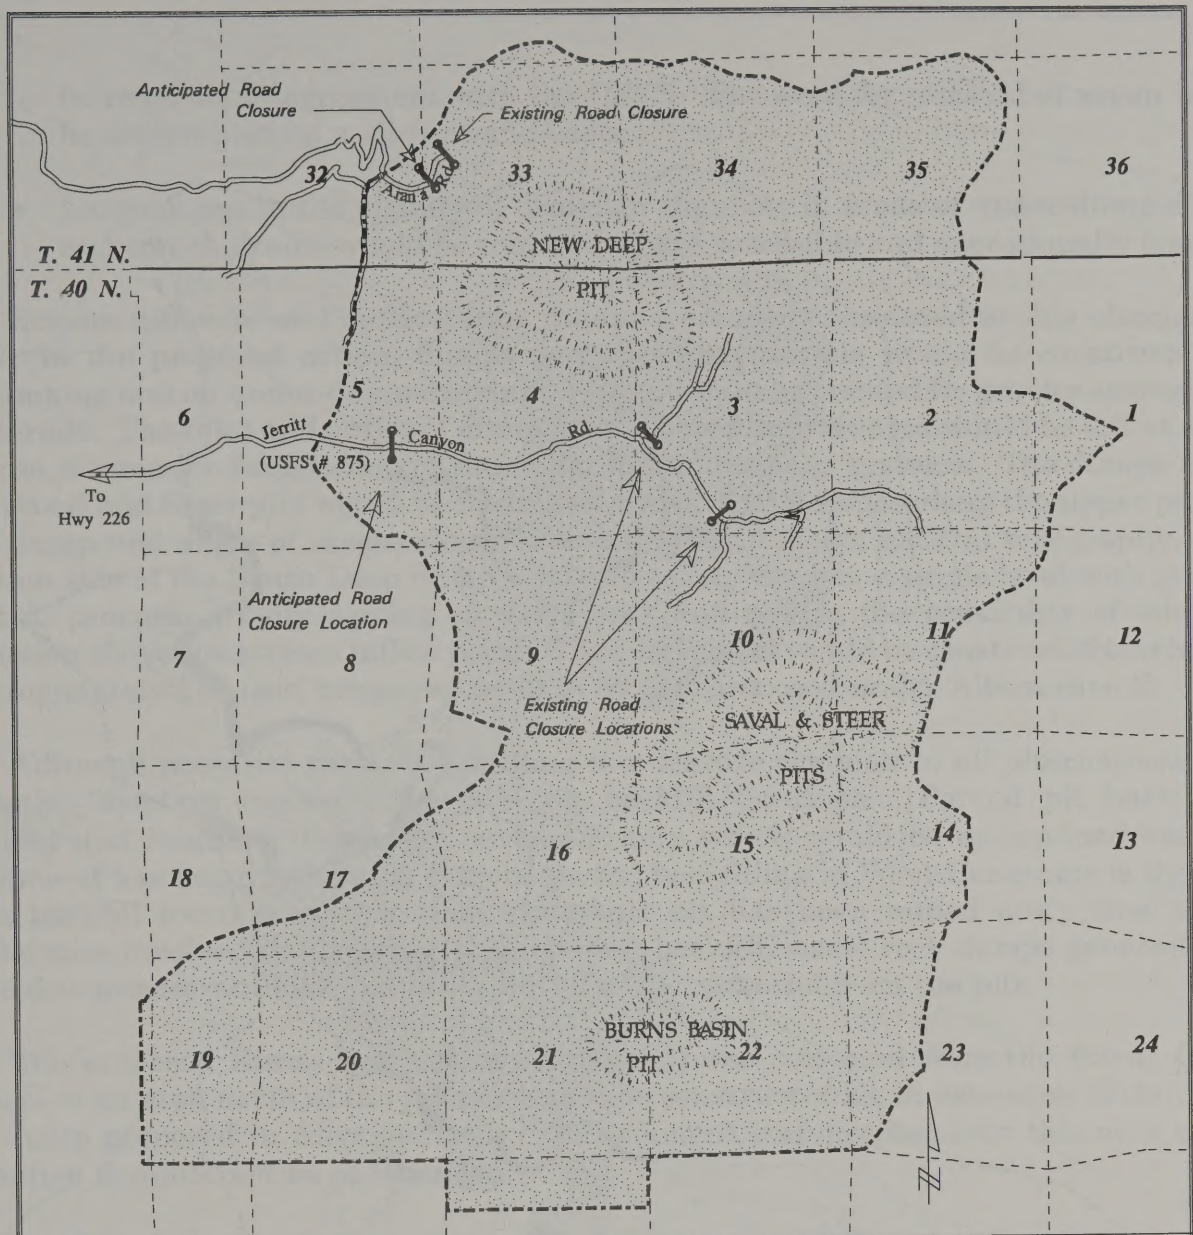 Anticipated Road
Closure
Existing Road Closure
32
33
34
35
36
Arana Rd.
NEW DEEP
PIT
T. 41 N.
T. 40 N.
6
5
4
3
2
1
Jerritt Canyon Rd.
(USFS # 875)
To
Hwy 226
Anticipated Road
Closure Location
7
8
9
10
11
12
Existing Road
Closure Locations
SAVAL & STEER
PITS
18
17
16
15
14
13
BURNS BASIN
PIT
19
20
21
22
23
24
N